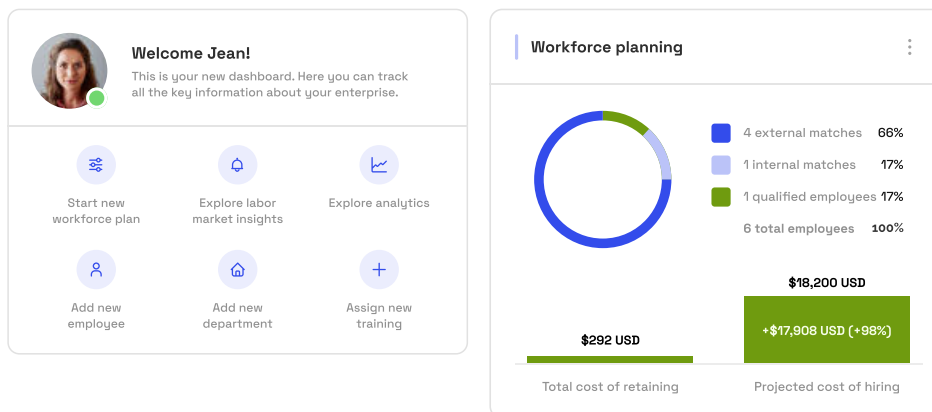 Welcome Jean!
This is your new dashboard. Here you can track
all the key information about your enterprise.
Start new
workforce plan
Explore labor
market insights
Explore analytics
Add new
employee
Add new
department
Assign new
training
Workforce planning
4 external matches 66%
1 internal matches 17%
1 qualified employees 17%
6 total employees 100%
$292 USD
$18,200 USD
+$17,908 USD (+98%)
Total cost of retaining
Projected cost of hiring